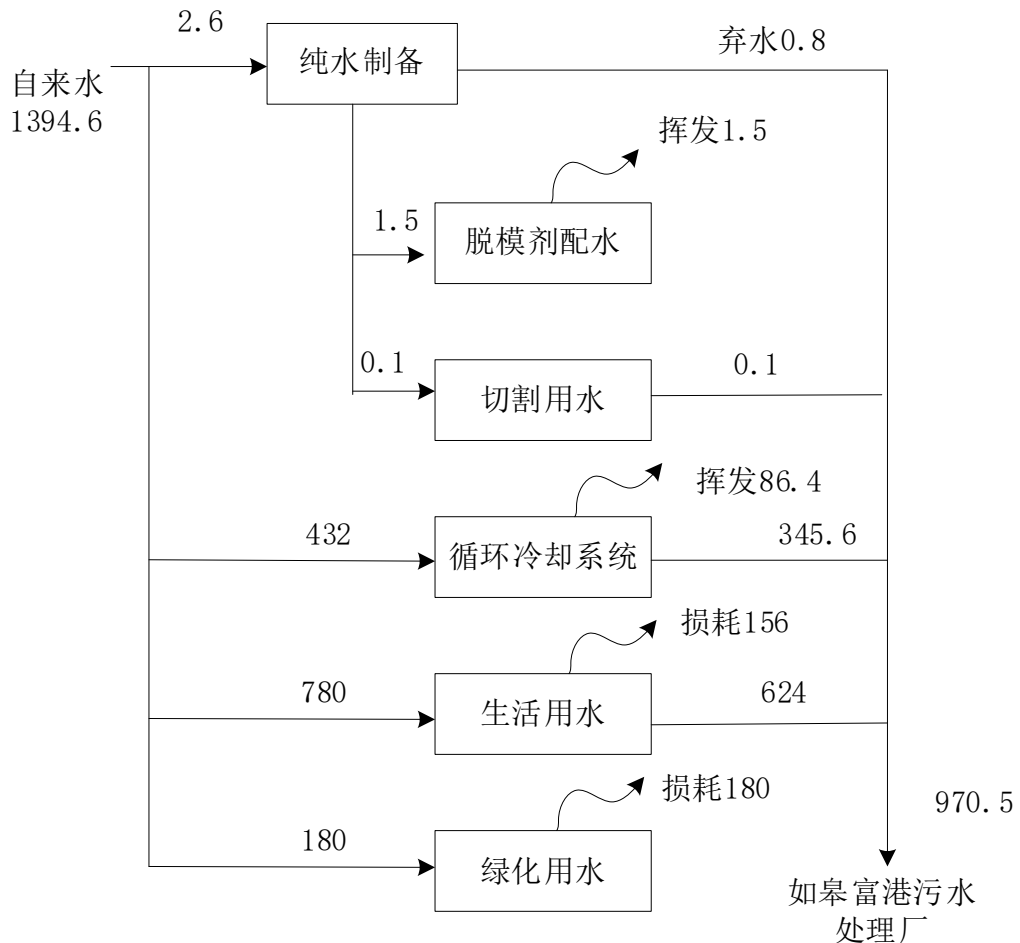 2.6
纯水制备
弃水0.8
自来水
1394.6
挥发1.5
1.5
脱模剂配水
0.1
切割用水
0.1
挥发86.4
432
循环冷却系统
345.6
损耗156
780
生活用水
624
损耗180
180
绿化用水
970.5
如皋富港污水
处理厂